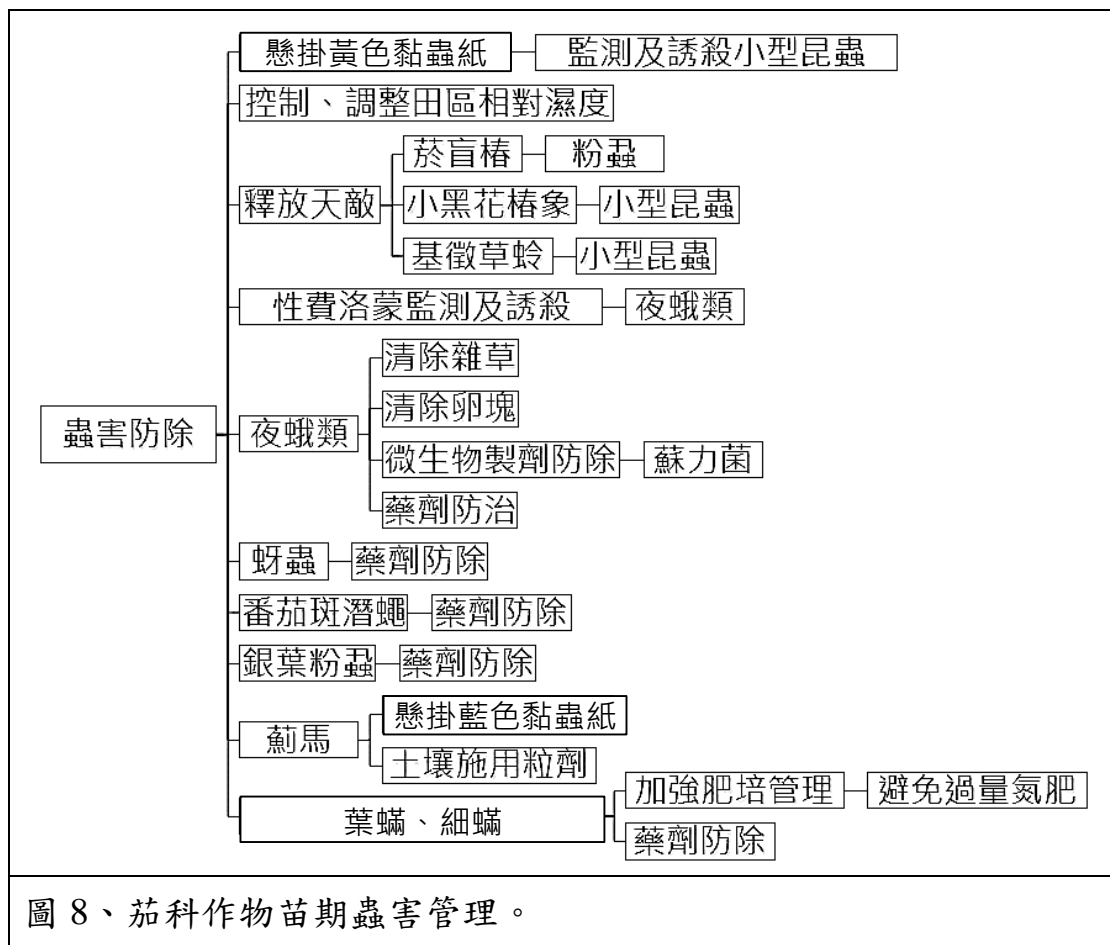 懸掛黃色黏蟲紙 監測及誘殺小型昆蟲
控制、調整田區相對濕度
菸盲椿 粉蝨
釋放天敵 小黑花椿象 小型昆蟲
基徵草蛉 小型昆蟲
性費洛蒙監測及誘殺 夜蛾類
清除雜草
清除卵塊
蟲害防除 夜蛾類
微生物製劑防除 蘇力菌
藥劑防治
蚜蟲 藥劑防除
番茄斑潛蠅 藥劑防除
銀葉粉蝨 藥劑防除
懸掛藍色黏蟲紙
薊馬
土壤施用粒劑
加強肥培管理 避免過量氮肥
葉蟎、細蟎
藥劑防除
圖 8、茄科作物苗期蟲害管理。